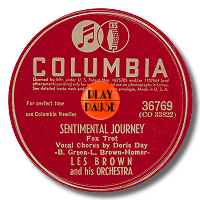 COLUMBIA
PLAY
PAUSE
For perfect tone
use Columbia Needles
36769
(CO 33822)
SENTIMENTAL JOURNEY
Fox Trot
Vocal Chorus by Doris Day
-B. Green-L. Brown-Homer-
LES BROWN
and his ORCHESTRA